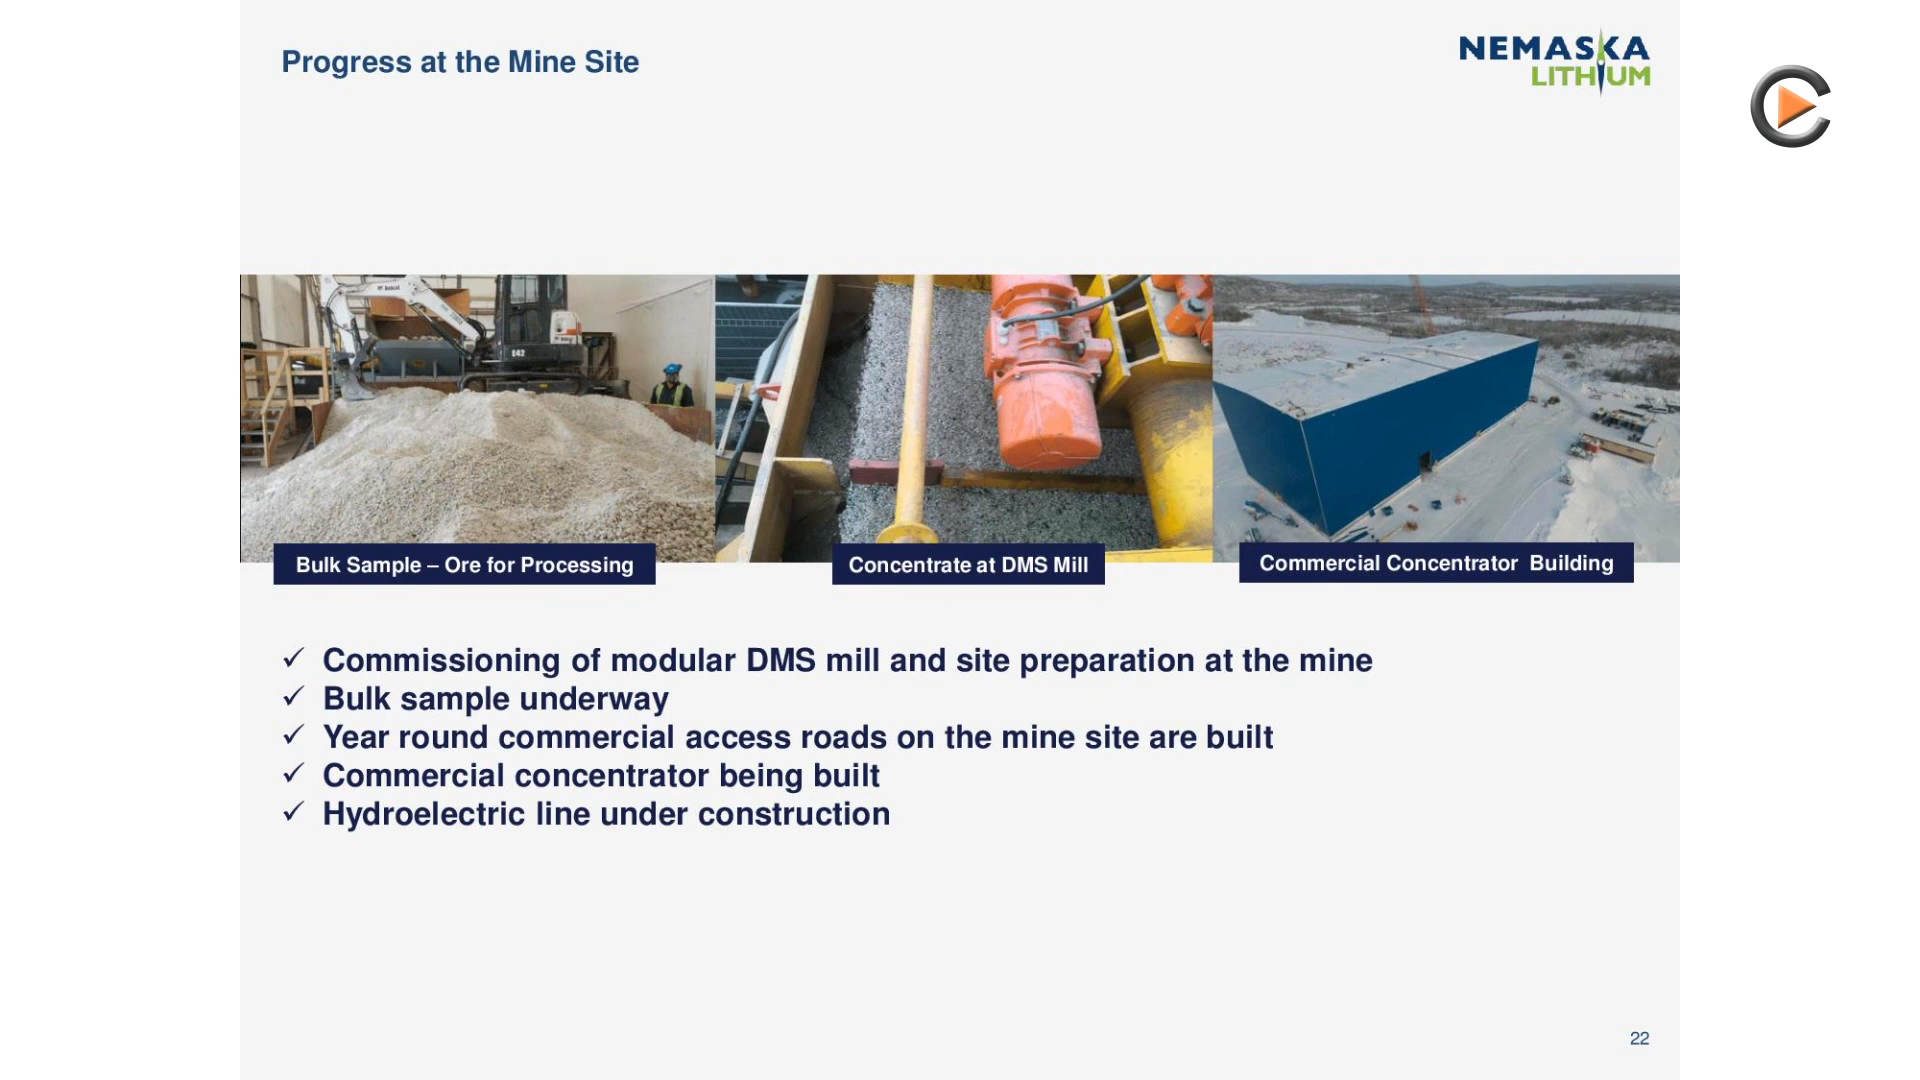 Progress at the Mine Site
NEMASKA
LITHIUM
Bobcat
E42
Bulk Sample – Ore for Processing
Concentrate at DMS Mill
Commercial Concentrator Building
✓ Commissioning of modular DMS mill and site preparation at the mine
✓ Bulk sample underway
✓ Year round commercial access roads on the mine site are built
✓ Commercial concentrator being built
✓ Hydroelectric line under construction
22